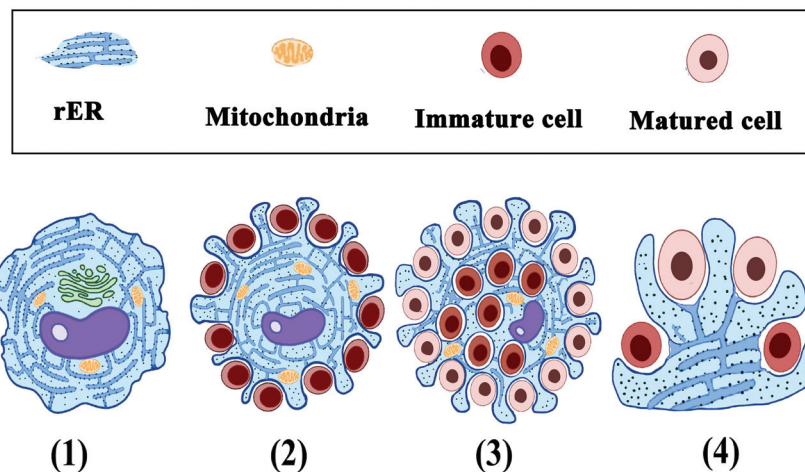 rER Mitochondria Immature cell Matured cell
(1) (2) (3) (4)